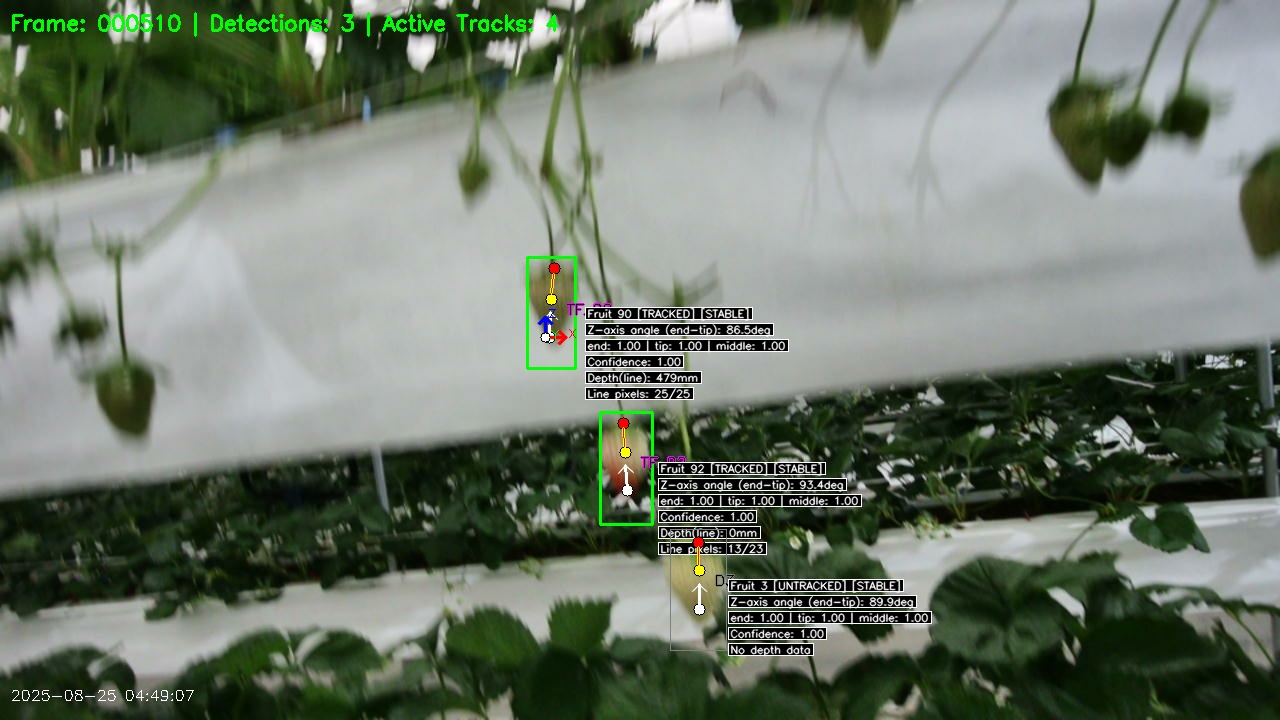 Frame: 000510 | Detections: 3 | Active Tracks: 4
Fruit 90 [TRACKED] [STABLE]
Z-axis angle (end-tip): 86.5deg
end: 1.00 | tip: 1.00 | middle: 1.00
Confidence: 1.00
Depth(line): 479mm
Line pixels: 25/25
X
Fruit 92 [TRACKED] [STABLE]
Z-axis angle (end-tip): 93.4deg
end: 1.00 | tip: 1.00 | middle: 1.00
Confidence: 1.00
Depth(line): 0mm
Line pixels: 13/23
Fruit 3 [UNTRACKED] [STABLE]
Z-axis angle (end-tip): 89.9deg
end: 1.00 | tip: 1.00 | middle: 1.00
Confidence: 1.00
No depth data
2025-08-25 04:49:07